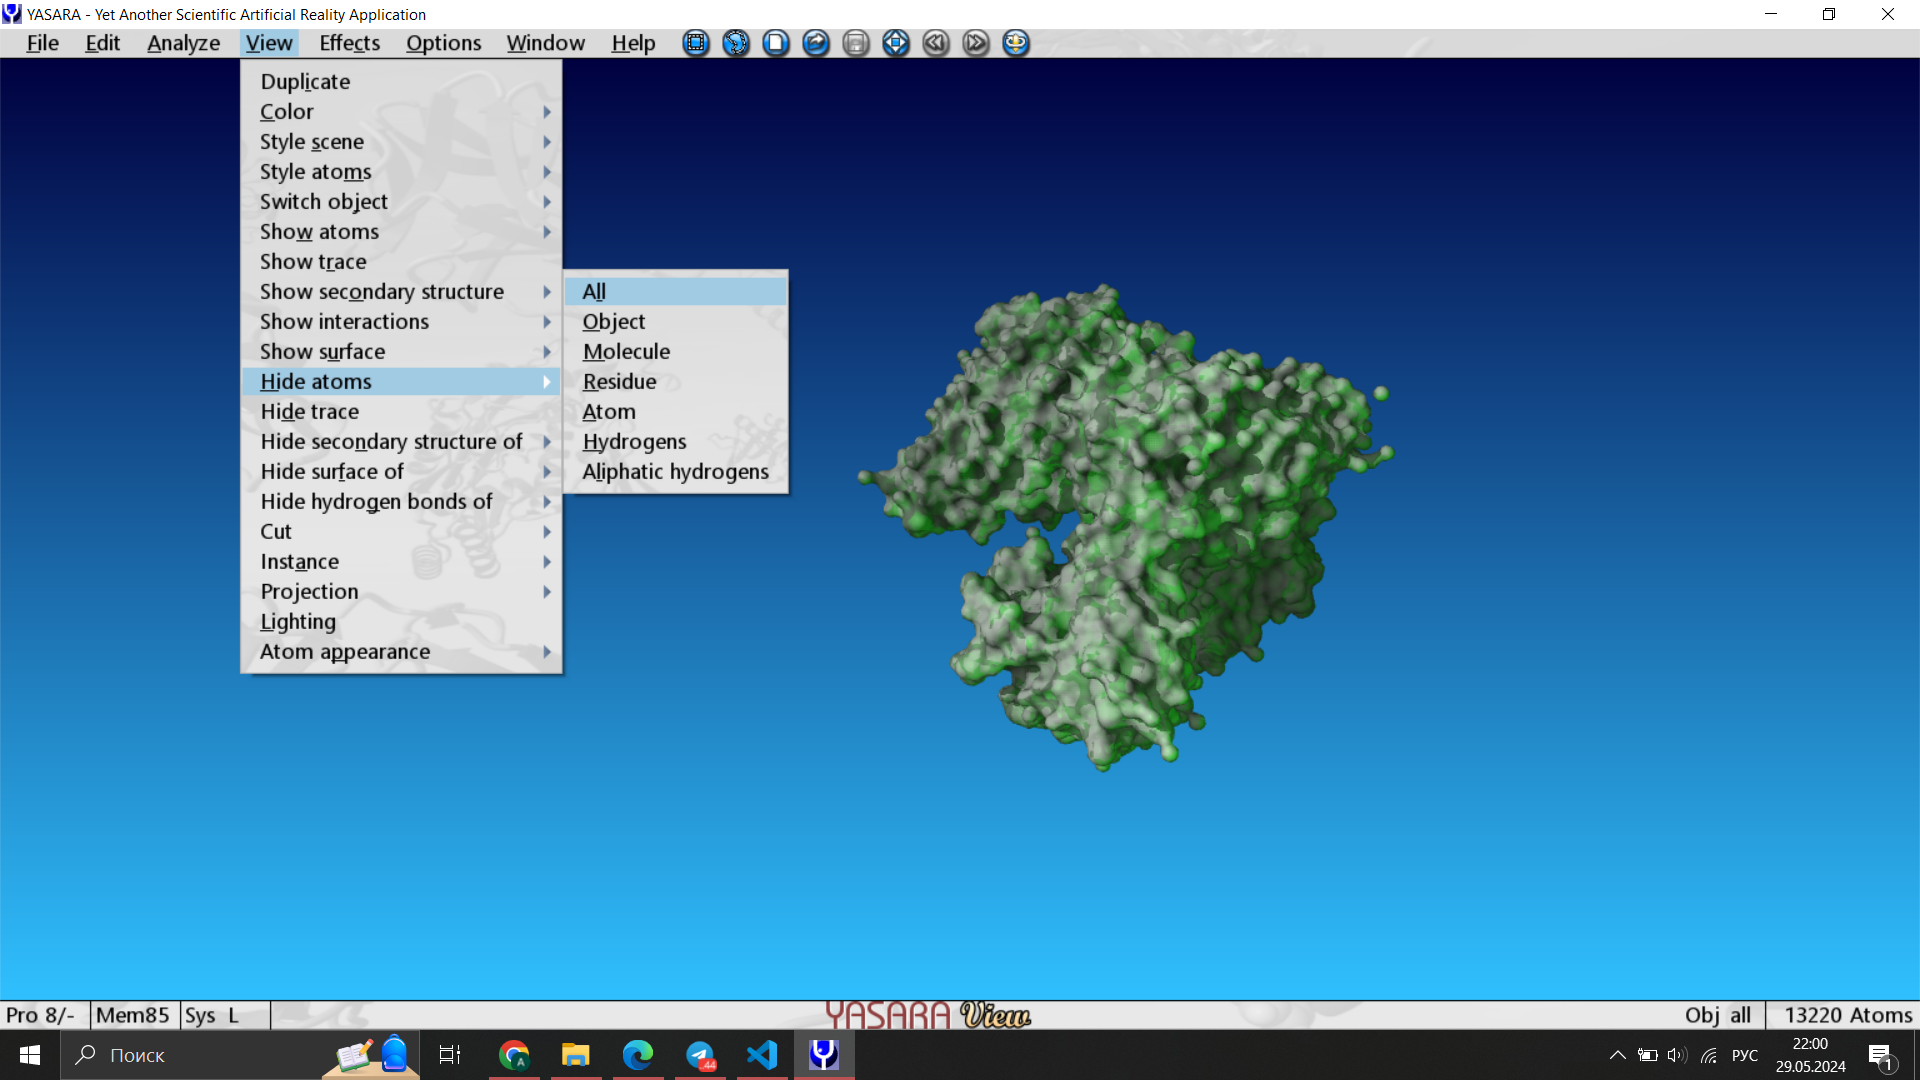 YASARA - Yet Another Scientific Artificial Reality Application
File Edit Analyze View Effects Options Window Help
Duplicate
Color
Style scene
Style atoms
Switch object
Show atoms
Show trace
Show secondary structure
Show interactions
Show surface
Hide atoms
Hide trace
Hide secondary structure of
Hide surface of
Hide hydrogen bonds of
Cut
Instance
Projection
Lighting
Atom appearance
All
Object
Molecule
Residue
Atom
Hydrogens
Aliphatic hydrogens
Pro 8/- Mem85 Sys L YASARA View Obj all 13220 Atoms
Поиск
A
44
РУС
22:00
29.05.2024
1